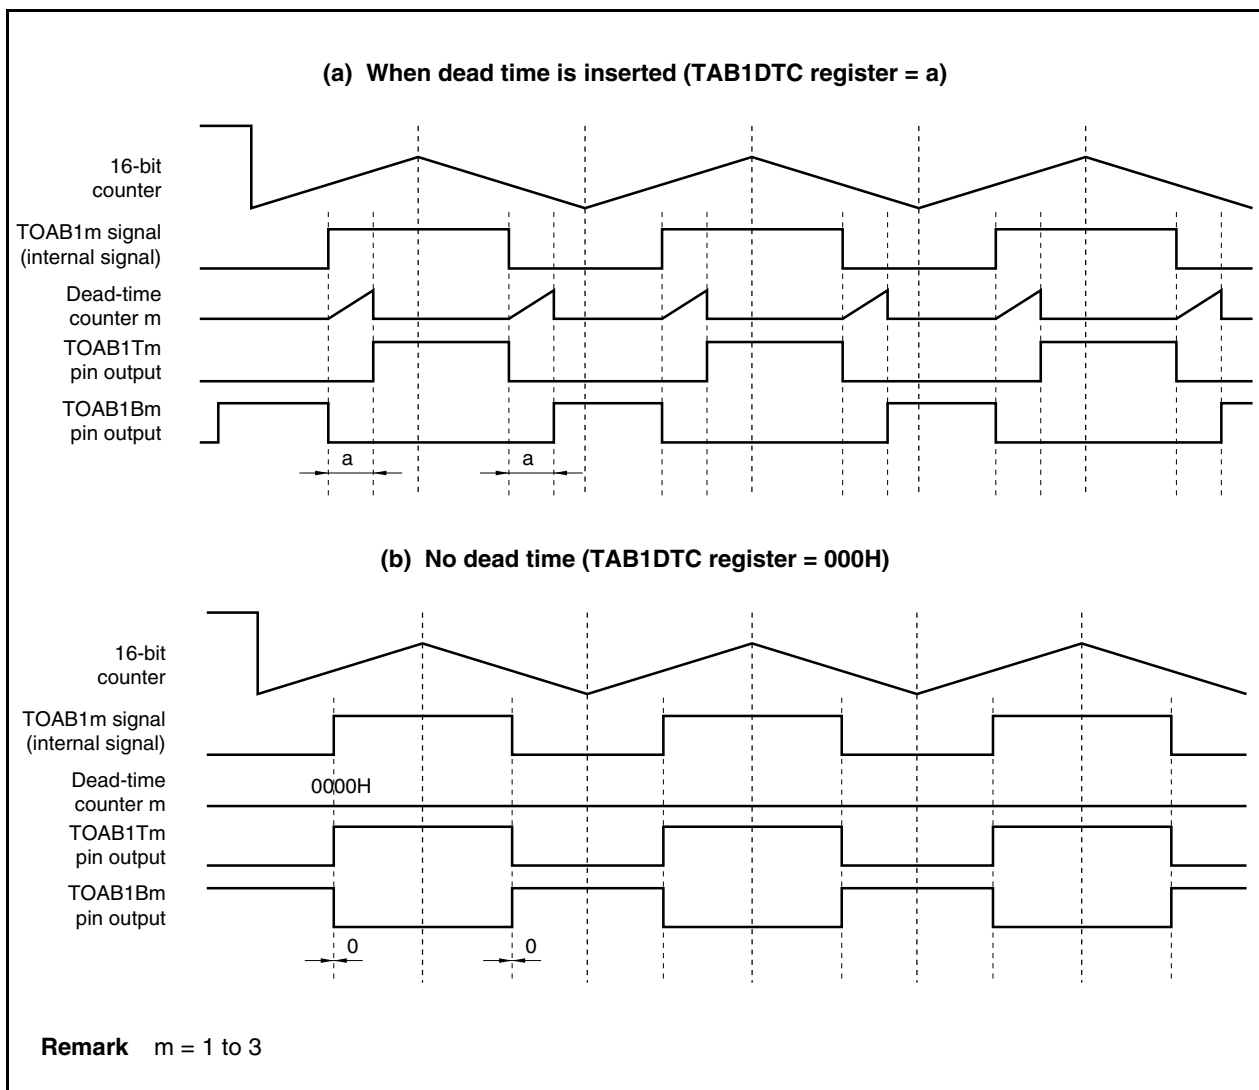 (a) When dead time is inserted (TAB1DTC register = a)
16-bit
counter
TOAB1m signal
(internal signal)
Dead-time
counter m
TOAB1Tm
pin output
TOAB1Bm
pin output
a
a
(b) No dead time (TAB1DTC register = 000H)
16-bit
counter
TOAB1m signal
(internal signal)
Dead-time
counter m
0000H
TOAB1Tm
pin output
TOAB1Bm
pin output
0
0
Remark m = 1 to 3